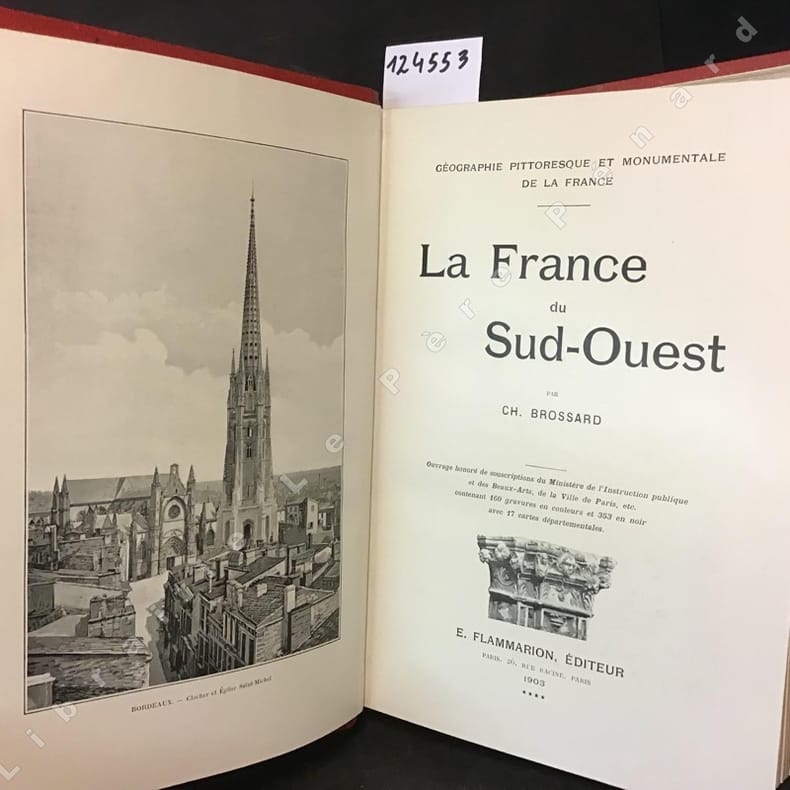 124553
BORDEAUX. — Clocher et Église Saint-Michel
GÉOGRAPHIE PITTORESQUE ET MONUMENTALE
DE LA FRANCE
La France
du
Sud-Ouest
PAR
CH. BROSSARD
Ouvrage honoré de souscriptions du Ministère de l'Instruction publique
et des Beaux-Arts, de la Ville de Paris, etc.
contenant 160 gravures en couleurs et 353 en noir
avec 17 cartes départementales.
E. FLAMMARION, ÉDITEUR
PARIS, 26, RUE RACINE, PARIS
1903
****
Librairie Le Père Pénard